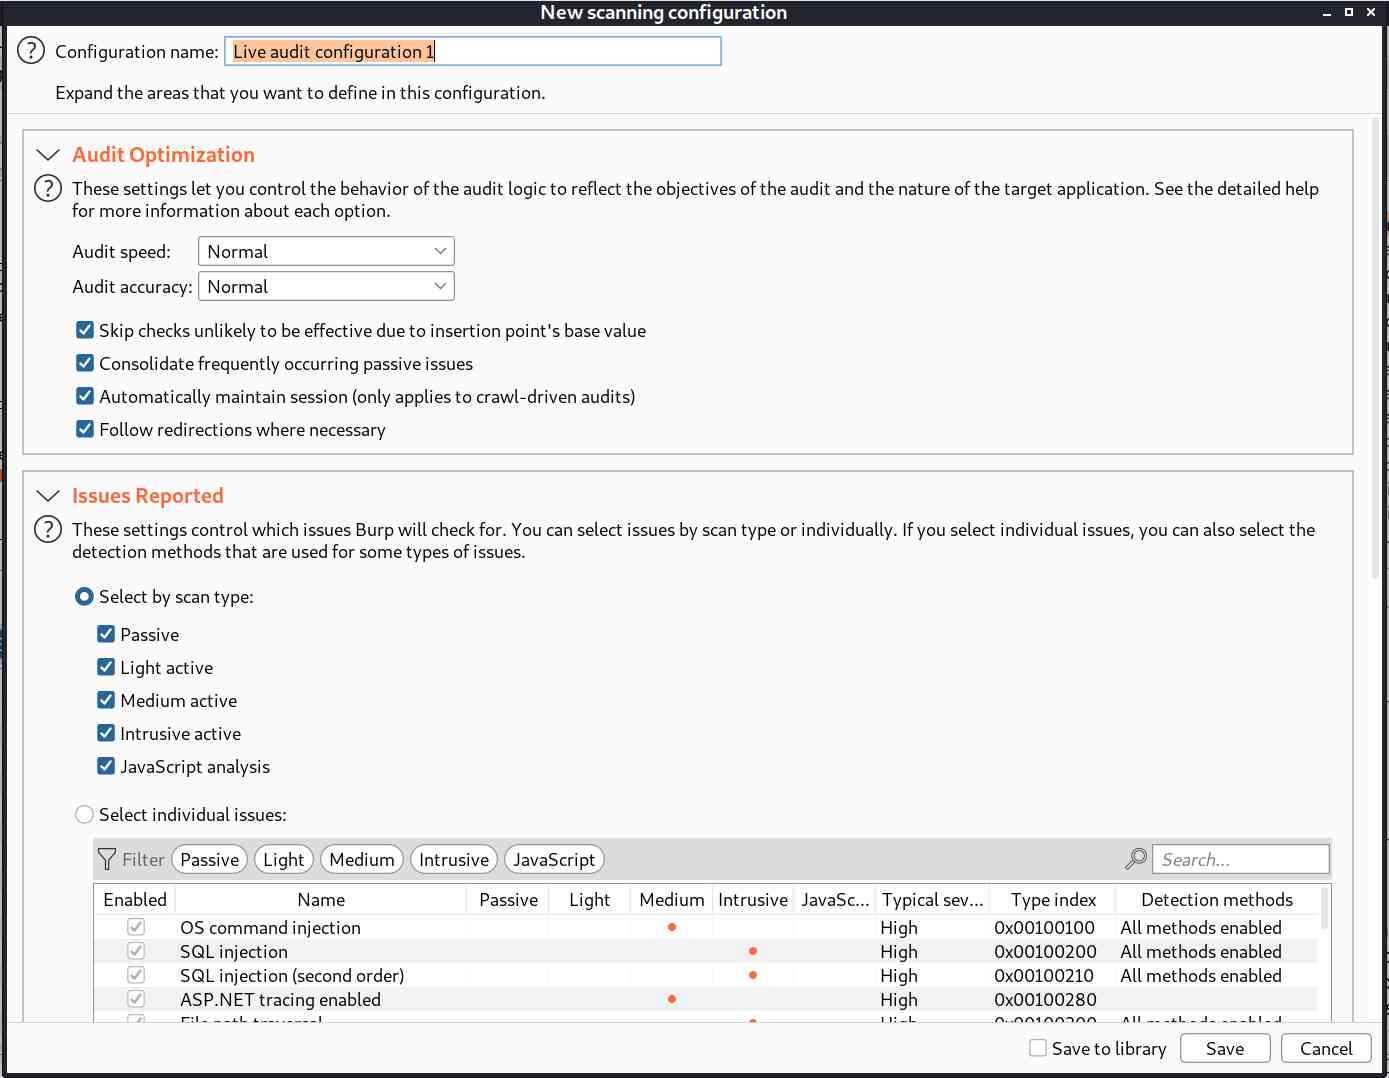 New scanning configuration
Configuration name: Live audit configuration 1
Expand the areas that you want to define in this configuration.
Audit Optimization
These settings let you control the behavior of the audit logic to reflect the objectives of the audit and the nature of the target application. See the detailed help
for more information about each option.
Audit speed: Normal
Audit accuracy: Normal
Skip checks unlikely to be effective due to insertion point's base value
Consolidate frequently occurring passive issues
Automatically maintain session (only applies to crawl-driven audits)
Follow redirections where necessary
Issues Reported
These settings control which issues Burp will check for. You can select issues by scan type or individually. If you select individual issues, you can also select the
detection methods that are used for some types of issues.
Select by scan type:
Passive
Light active
Medium active
Intrusive active
JavaScript analysis
Select individual issues:
Filter Passive Light Medium Intrusive JavaScript Search...
Enabled Name Passive Light Medium Intrusive JavaSc... Typical sev... Type index Detection methods
OS command injection High 0x00100100 All methods enabled
SQL injection High 0x00100200 All methods enabled
SQL injection (second order) High 0x00100210 All methods enabled
ASP.NET tracing enabled High 0x00100280
File path traversal High 0x00100300 All methods enabled
Save to library Save Cancel